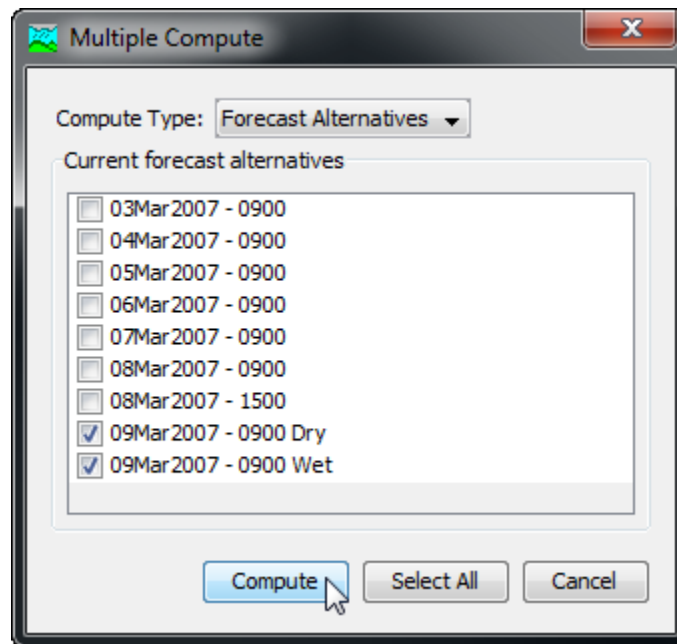 Multiple Compute
Compute Type: Forecast Alternatives
Current forecast alternatives
03Mar2007 - 0900
04Mar2007 - 0900
05Mar2007 - 0900
06Mar2007 - 0900
07Mar2007 - 0900
08Mar2007 - 0900
08Mar2007 - 1500
09Mar2007 - 0900 Dry
09Mar2007 - 0900 Wet
Compute Select All Cancel